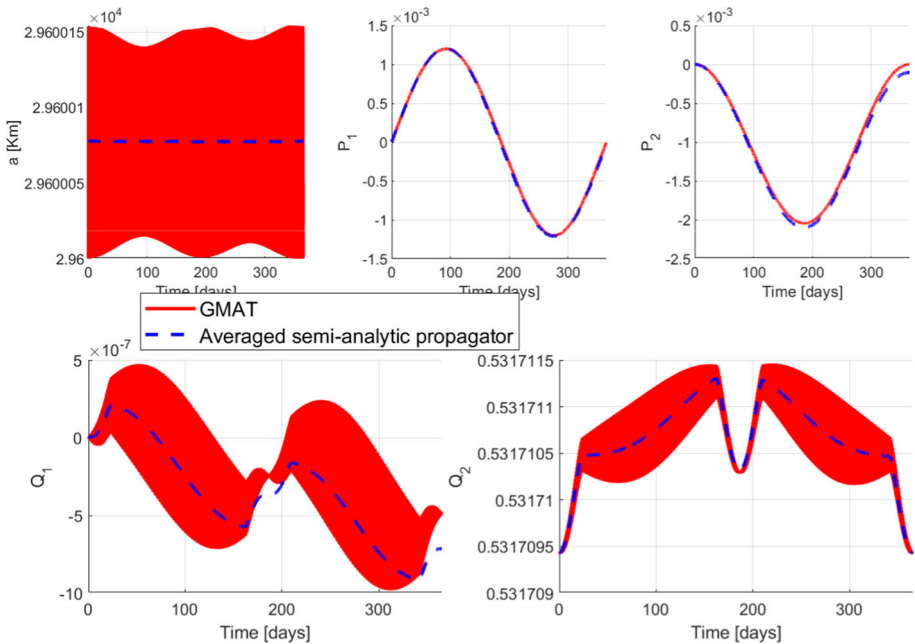 ×10⁴
2.960015
2.96001
2.960005
2.96
a [Km]
0 100 200 300
Time [days]
×10⁻³
1.5
1
0.5
0
-0.5
-1
-1.5
P₁
0 100 200 300
Time [days]
×10⁻³
0.5
0
-0.5
-1
-1.5
-2
-2.5
P₂
0 100 200 300
Time [days]
GMAT
Averaged semi-analytic propagator
×10⁻⁷
5
0
-5
-10
Q₁
0 100 200 300
Time [days]
0.5317115
0.531711
0.5317105
0.53171
0.5317095
0.531709
Q₂
0 100 200 300
Time [days]